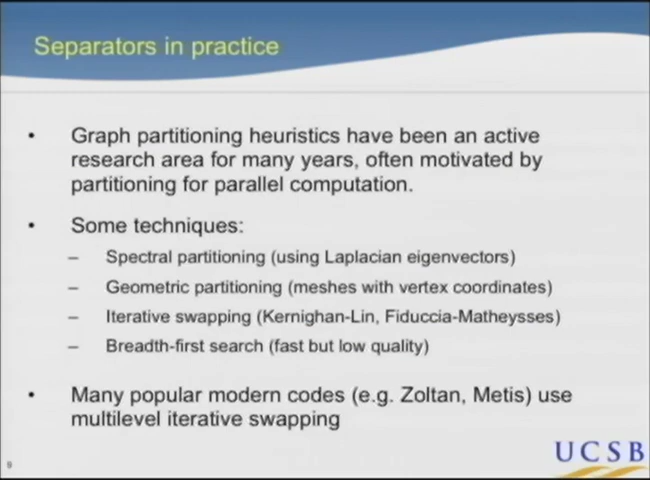 Separators in practice
• Graph partitioning heuristics have been an active
research area for many years, often motivated by
partitioning for parallel computation.
• Some techniques:
– Spectral partitioning (using Laplacian eigenvectors)
– Geometric partitioning (meshes with vertex coordinates)
– Iterative swapping (Kernighan-Lin, Fiduccia-Matheysses)
– Breadth-first search (fast but low quality)
• Many popular modern codes (e.g. Zoltan, Metis) use
multilevel iterative swapping
UCSB